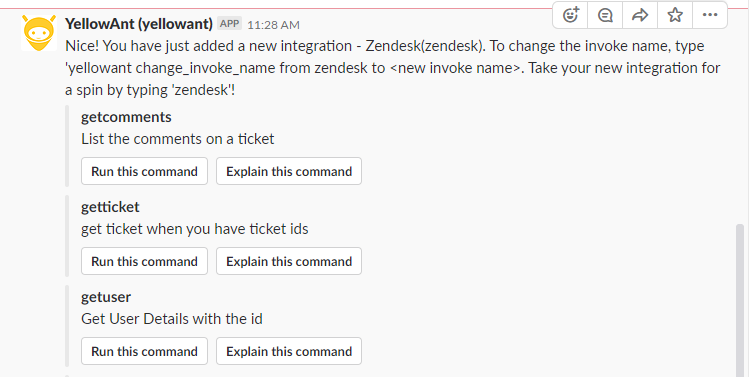 YellowAnt (yellowant) APP 11:28 AM
Nice! You have just added a new integration - Zendesk(zendesk). To change the invoke name, type
'yellowant change_invoke_name from zendesk to <new invoke name>. Take your new integration for
a spin by typing 'zendesk'!
getcomments
List the comments on a ticket
Run this command Explain this command
getticket
get ticket when you have ticket ids
Run this command Explain this command
getuser
Get User Details with the id
Run this command Explain this command